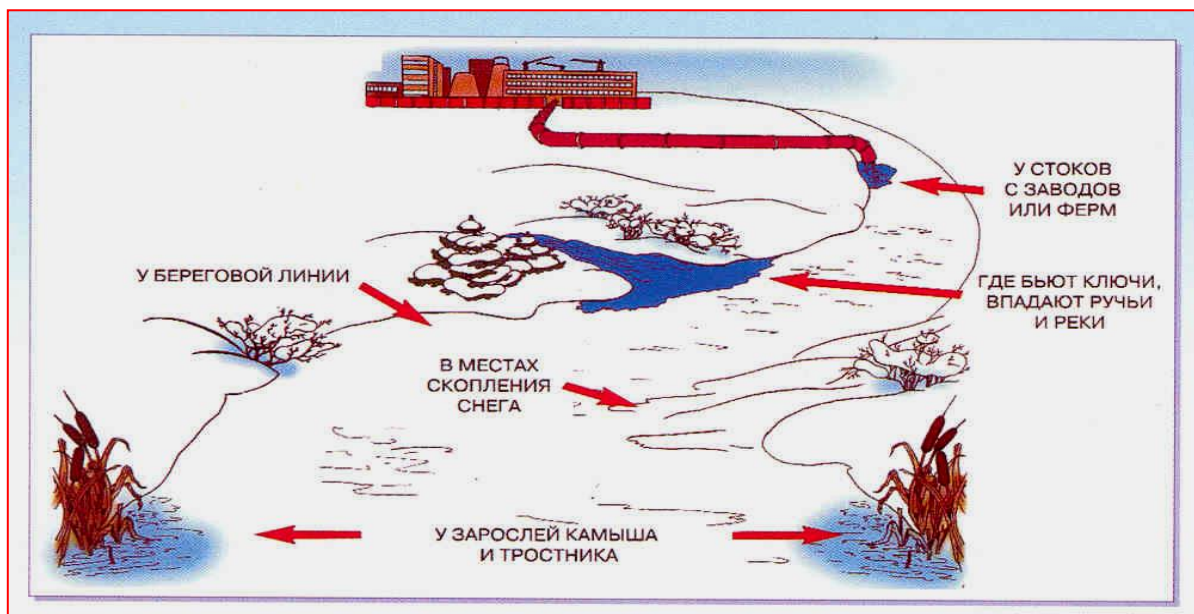 У СТОКОВ
С ЗАВОДОВ
ИЛИ ФЕРМ
У БЕРЕГОВОЙ ЛИНИИ
ГДЕ БЬЮТ КЛЮЧИ,
ВПАДАЮТ РУЧЬИ
И РЕКИ
В МЕСТАХ
СКОПЛЕНИЯ
СНЕГА
У ЗАРОСЛЕЙ КАМЫША
И ТРОСТНИКА